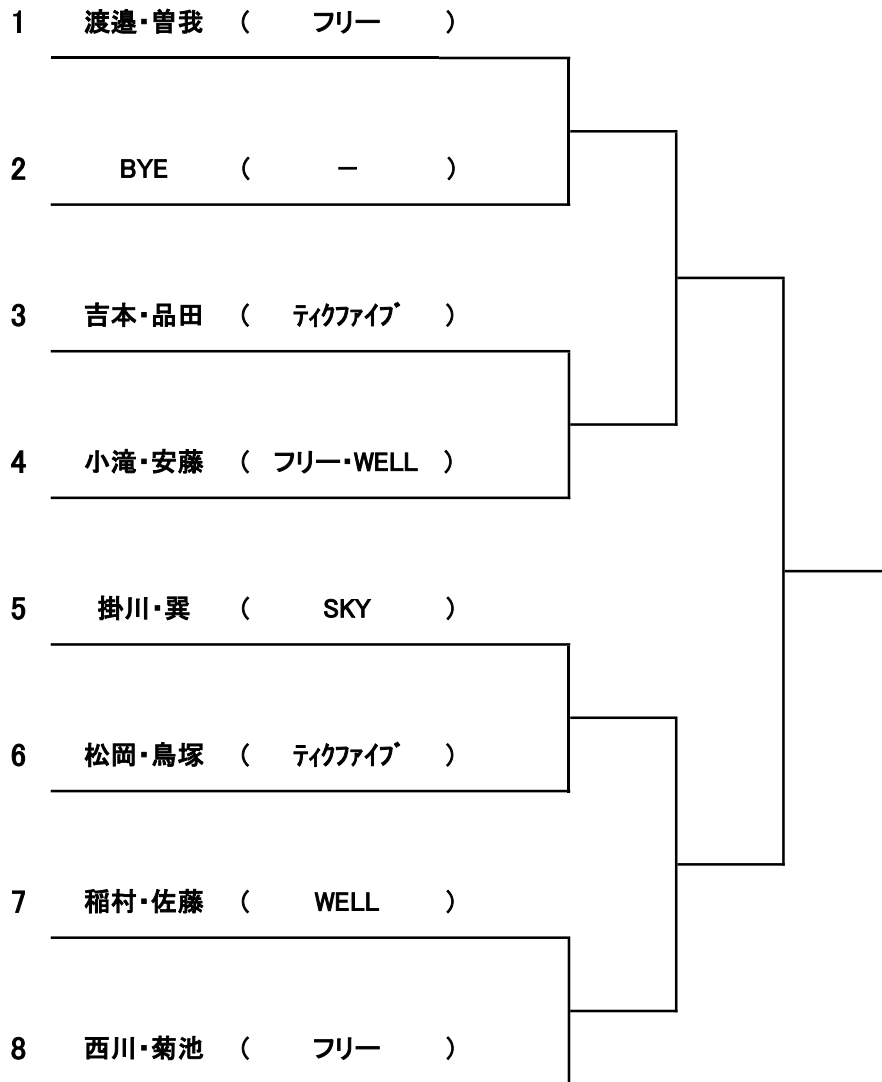 1 渡邉・曽我 ( フリー )
2 BYE ( － )
3 吉本・品田 ( ティクファイブ )
4 小滝・安藤 ( フリー・WELL )
5 掛川・巽 ( SKY )
6 松岡・鳥塚 ( ティクファイブ )
7 稲村・佐藤 ( WELL )
8 西川・菊池 ( フリー )